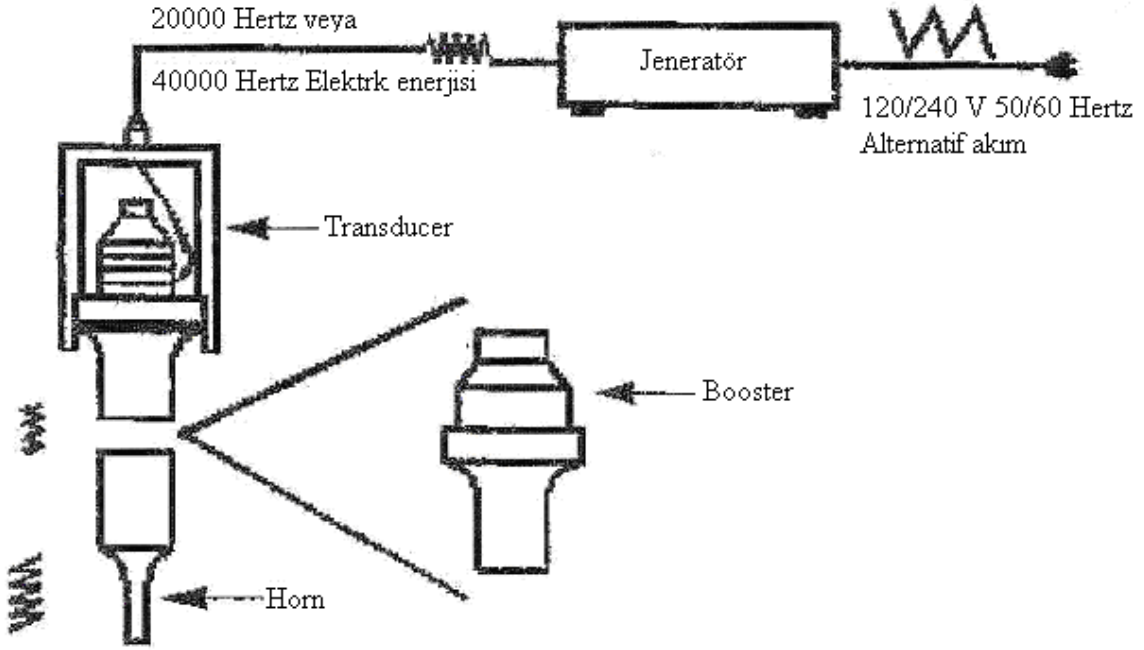 20000 Hertz veya
40000 Hertz Elektrk enerjisi
Jeneratör
120/240 V 50/60 Hertz
Alternatif akım
Transducer
Booster
Horn